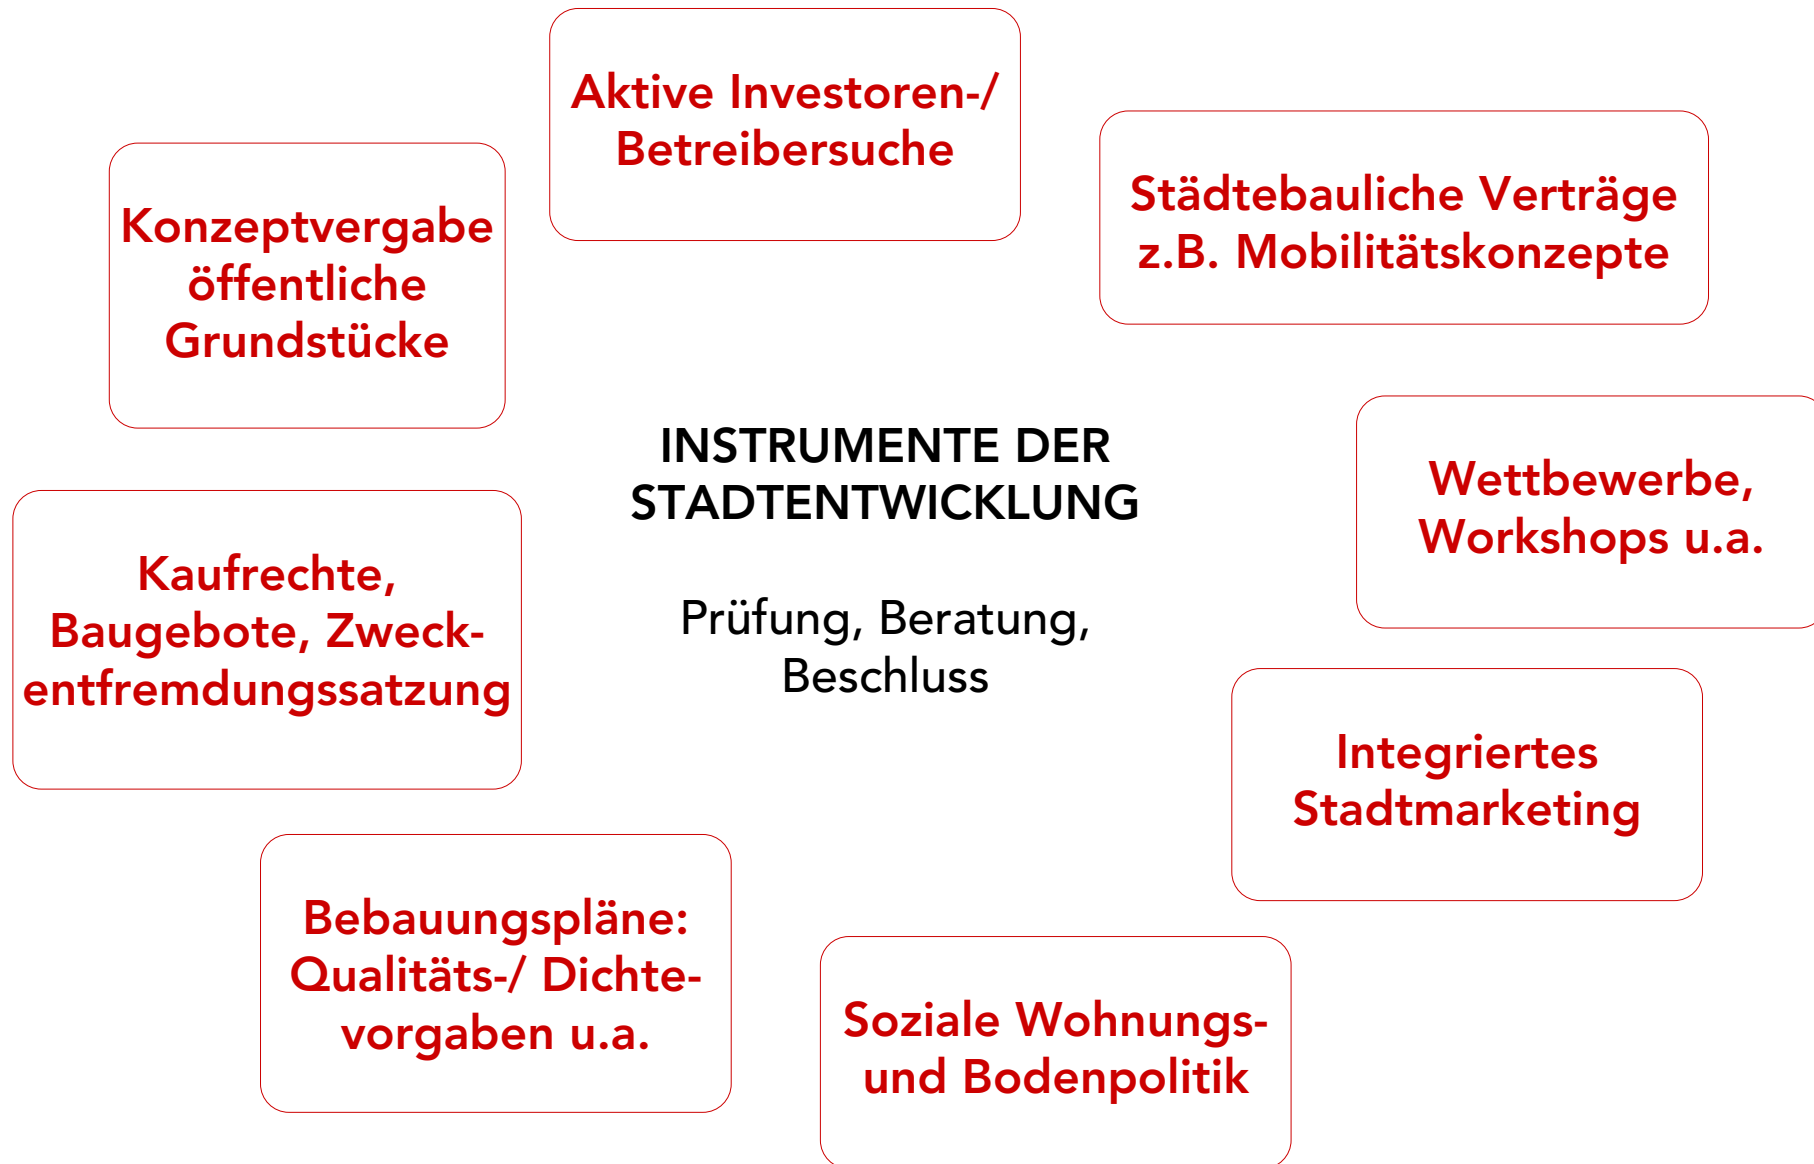 Aktive Investoren-/
Betreibersuche
Städtebauliche Verträge
z.B. Mobilitätskonzepte
Konzeptvergabe
öffentliche
Grundstücke
INSTRUMENTE DER
STADTENTWICKLUNG
Prüfung, Beratung,
Beschluss
Wettbewerbe,
Workshops u.a.
Kaufrechte,
Baugebote, Zweck-
entfremdungssatzung
Integriertes
Stadtmarketing
Bebauungspläne:
Qualitäts-/ Dichte-
vorgaben u.a.
Soziale Wohnungs-
und Bodenpolitik